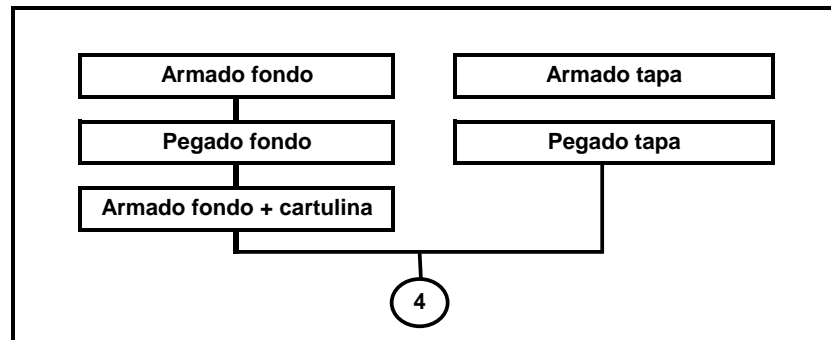 Armado fondo
Armado tapa
Pegado fondo
Pegado tapa
Armado fondo + cartulina
4